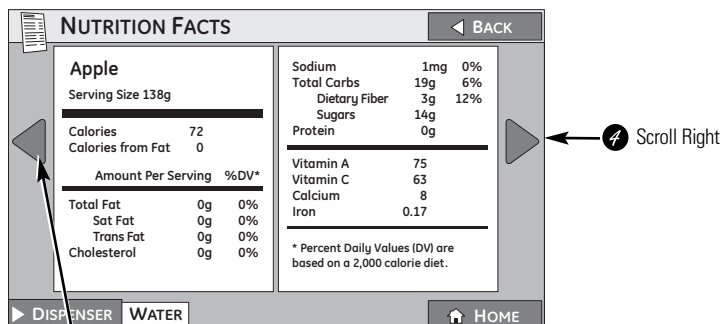 NUTRITION FACTS
BACK
Apple
Serving Size 138g
Calories 72
Calories from Fat 0
Amount Per Serving %DV*
Total Fat 0g 0%
Sat Fat 0g 0%
Trans Fat 0g 0%
Cholesterol 0g 0%
Sodium 1mg 0%
Total Carbs 19g 6%
Dietary Fiber 3g 12%
Sugars 14g
Protein 0g
Vitamin A 75
Vitamin C 63
Calcium 8
Iron 0.17
* Percent Daily Values (DV) are
based on a 2,000 calorie diet.
4 Scroll Right
DISPENSER WATER
HOME